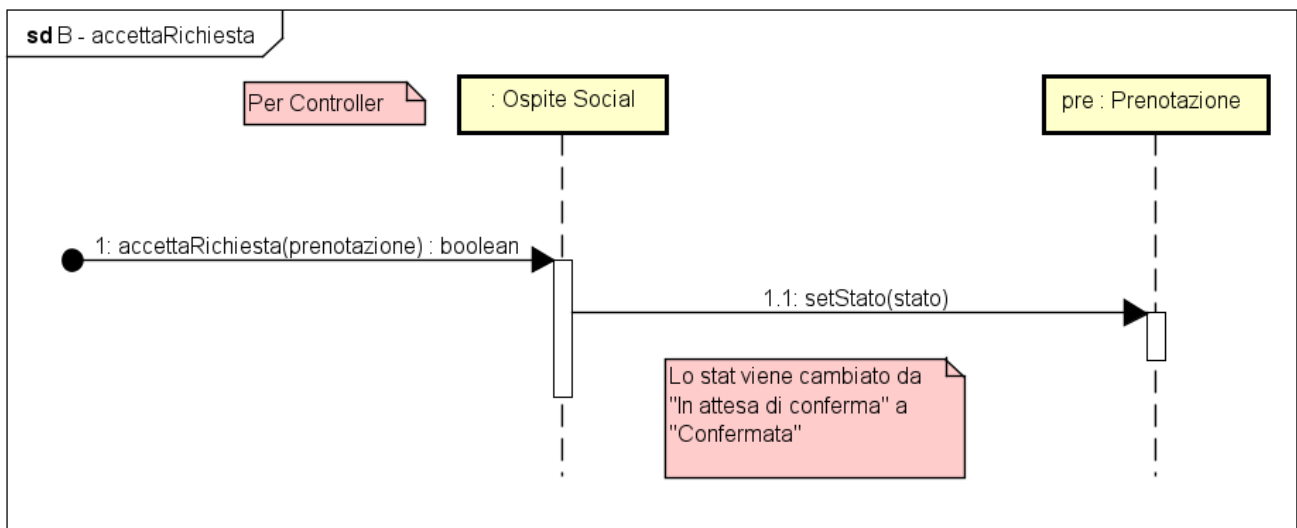 sd B - accettaRichiesta
Per Controller
: Ospite Social
pre : Prenotazione
1: accettaRichiesta(prenotazione) : boolean
1.1: setStato(stato)
Lo stat viene cambiato da
"In attesa di conferma" a
"Confermata"